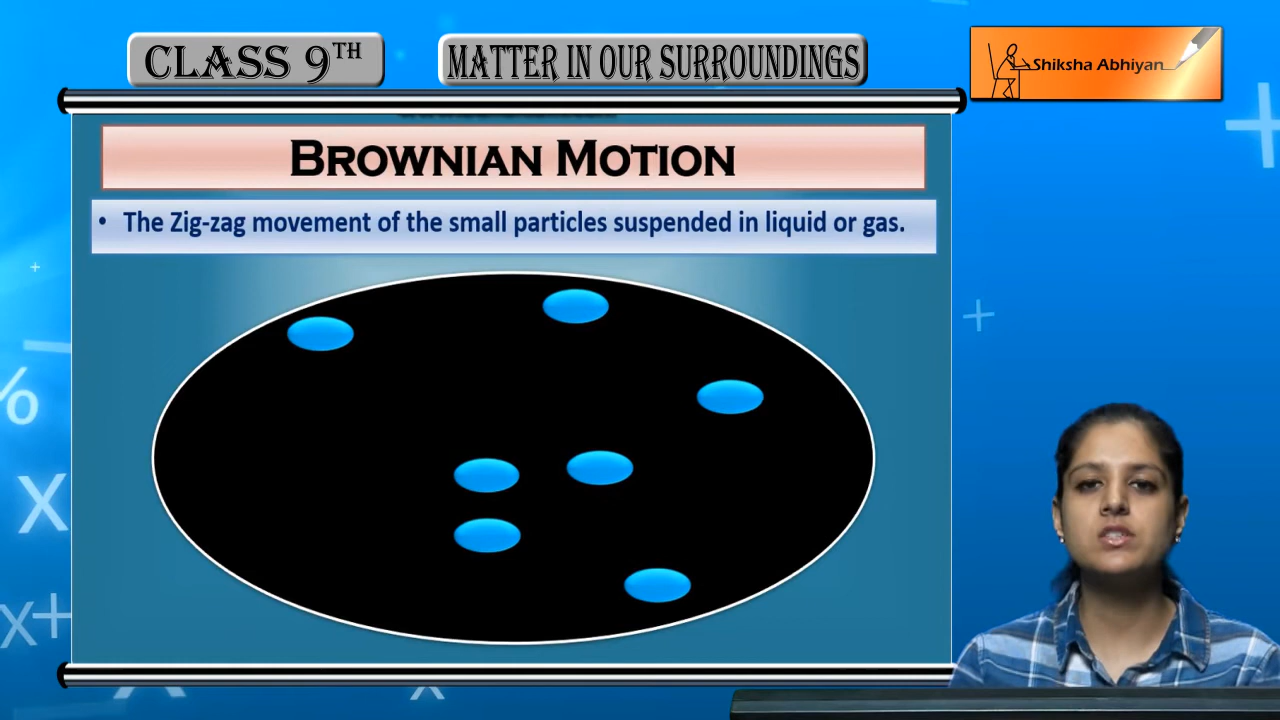 CLASS 9TH
MATTER IN OUR SURROUNDINGS
Shiksha Abhiyan
BROWNIAN MOTION
• The Zig-zag movement of the small particles suspended in liquid or gas.